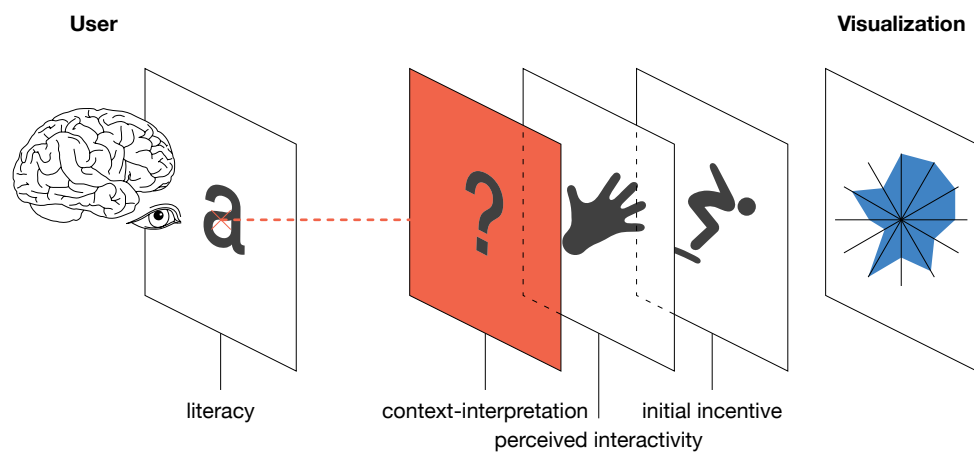 User
Visualization
a
?
literacy
context-interpretation
initial incentive
perceived interactivity